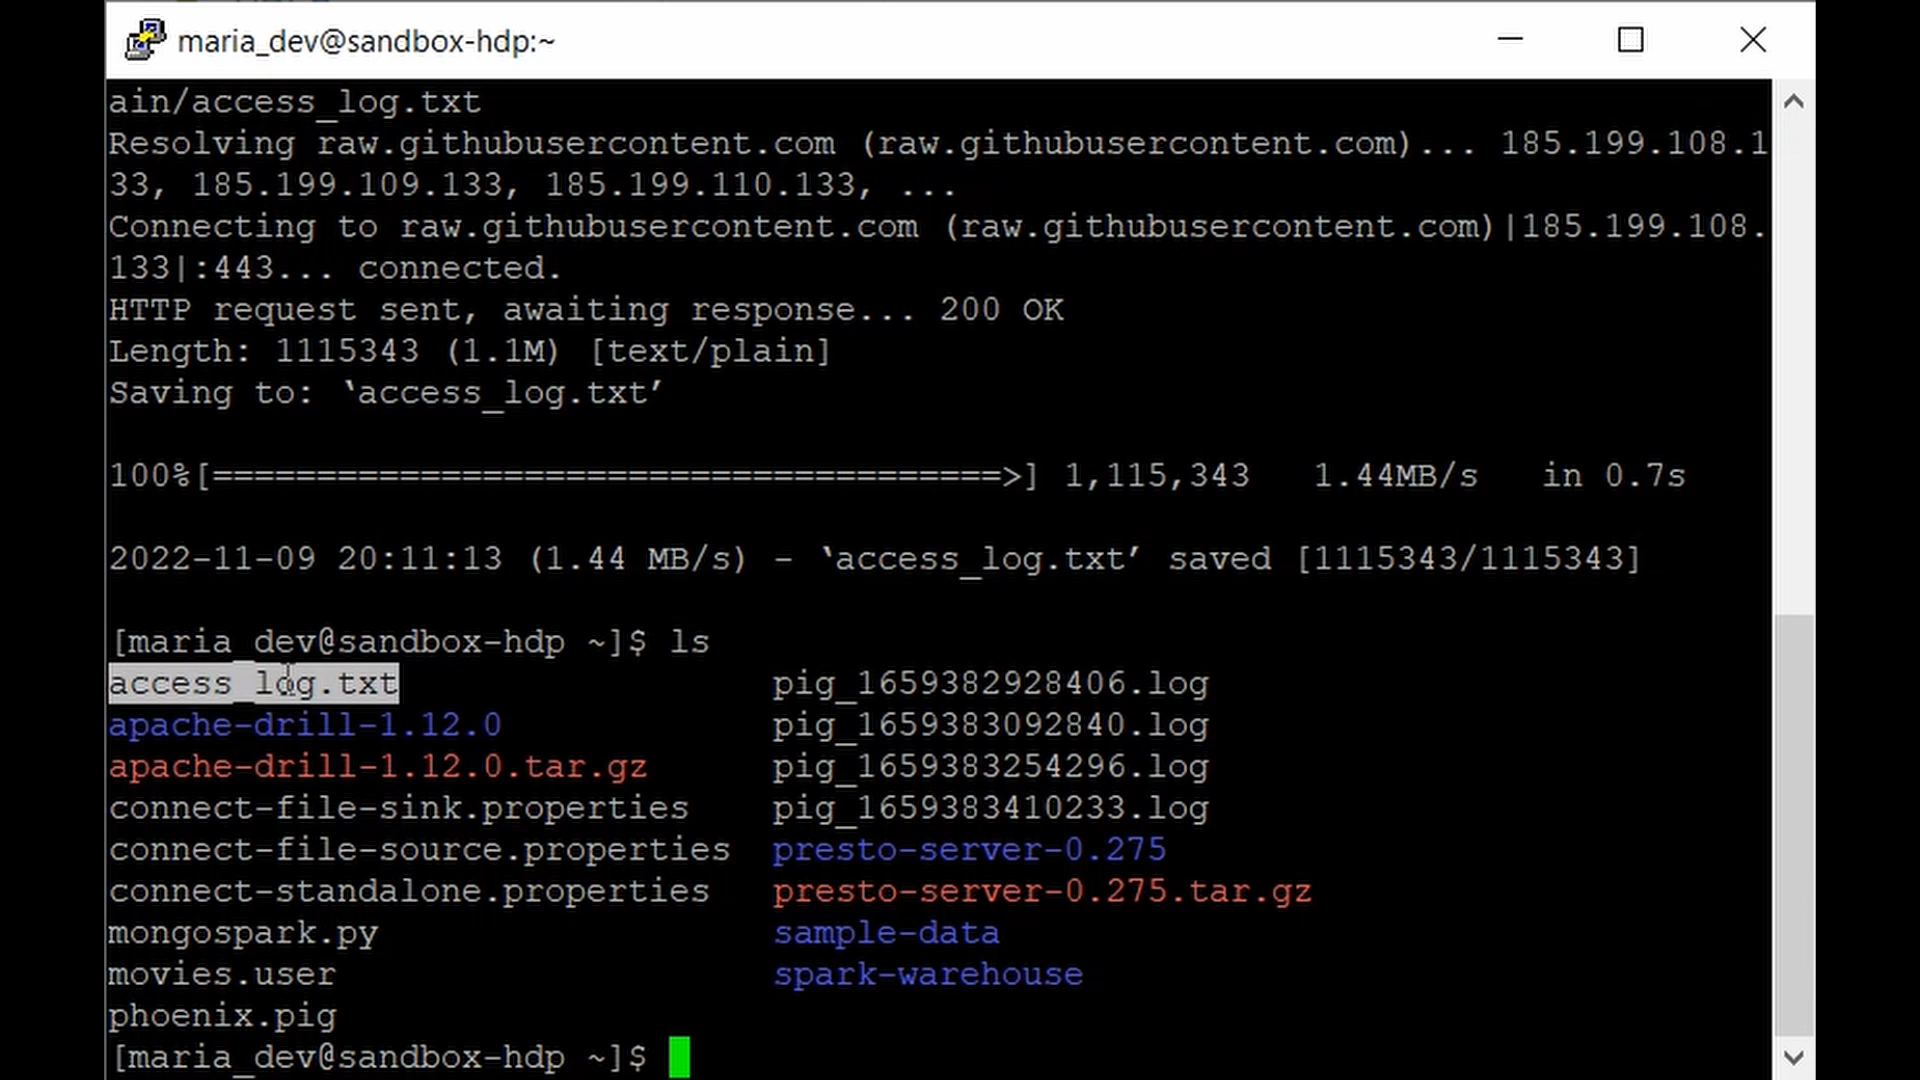 maria_dev@sandbox-hdp:~
ain/access_log.txt
Resolving raw.githubusercontent.com (raw.githubusercontent.com)... 185.199.108.1
33, 185.199.109.133, 185.199.110.133, ...
Connecting to raw.githubusercontent.com (raw.githubusercontent.com)|185.199.108.
133|:443... connected.
HTTP request sent, awaiting response... 200 OK
Length: 1115343 (1.1M) [text/plain]
Saving to: ‘access_log.txt’
100%[======================================>] 1,115,343   1.44MB/s   in 0.7s
2022-11-09 20:11:13 (1.44 MB/s) - ‘access_log.txt’ saved [1115343/1115343]
[maria_dev@sandbox-hdp ~]$ ls
access_log.txt                  pig_1659382928406.log
apache-drill-1.12.0             pig_1659383092840.log
apache-drill-1.12.0.tar.gz      pig_1659383254296.log
connect-file-sink.properties    pig_1659383410233.log
connect-file-source.properties  presto-server-0.275
connect-standalone.properties   presto-server-0.275.tar.gz
mongospark.py                   sample-data
movies.user                     spark-warehouse
phoenix.pig
[maria_dev@sandbox-hdp ~]$